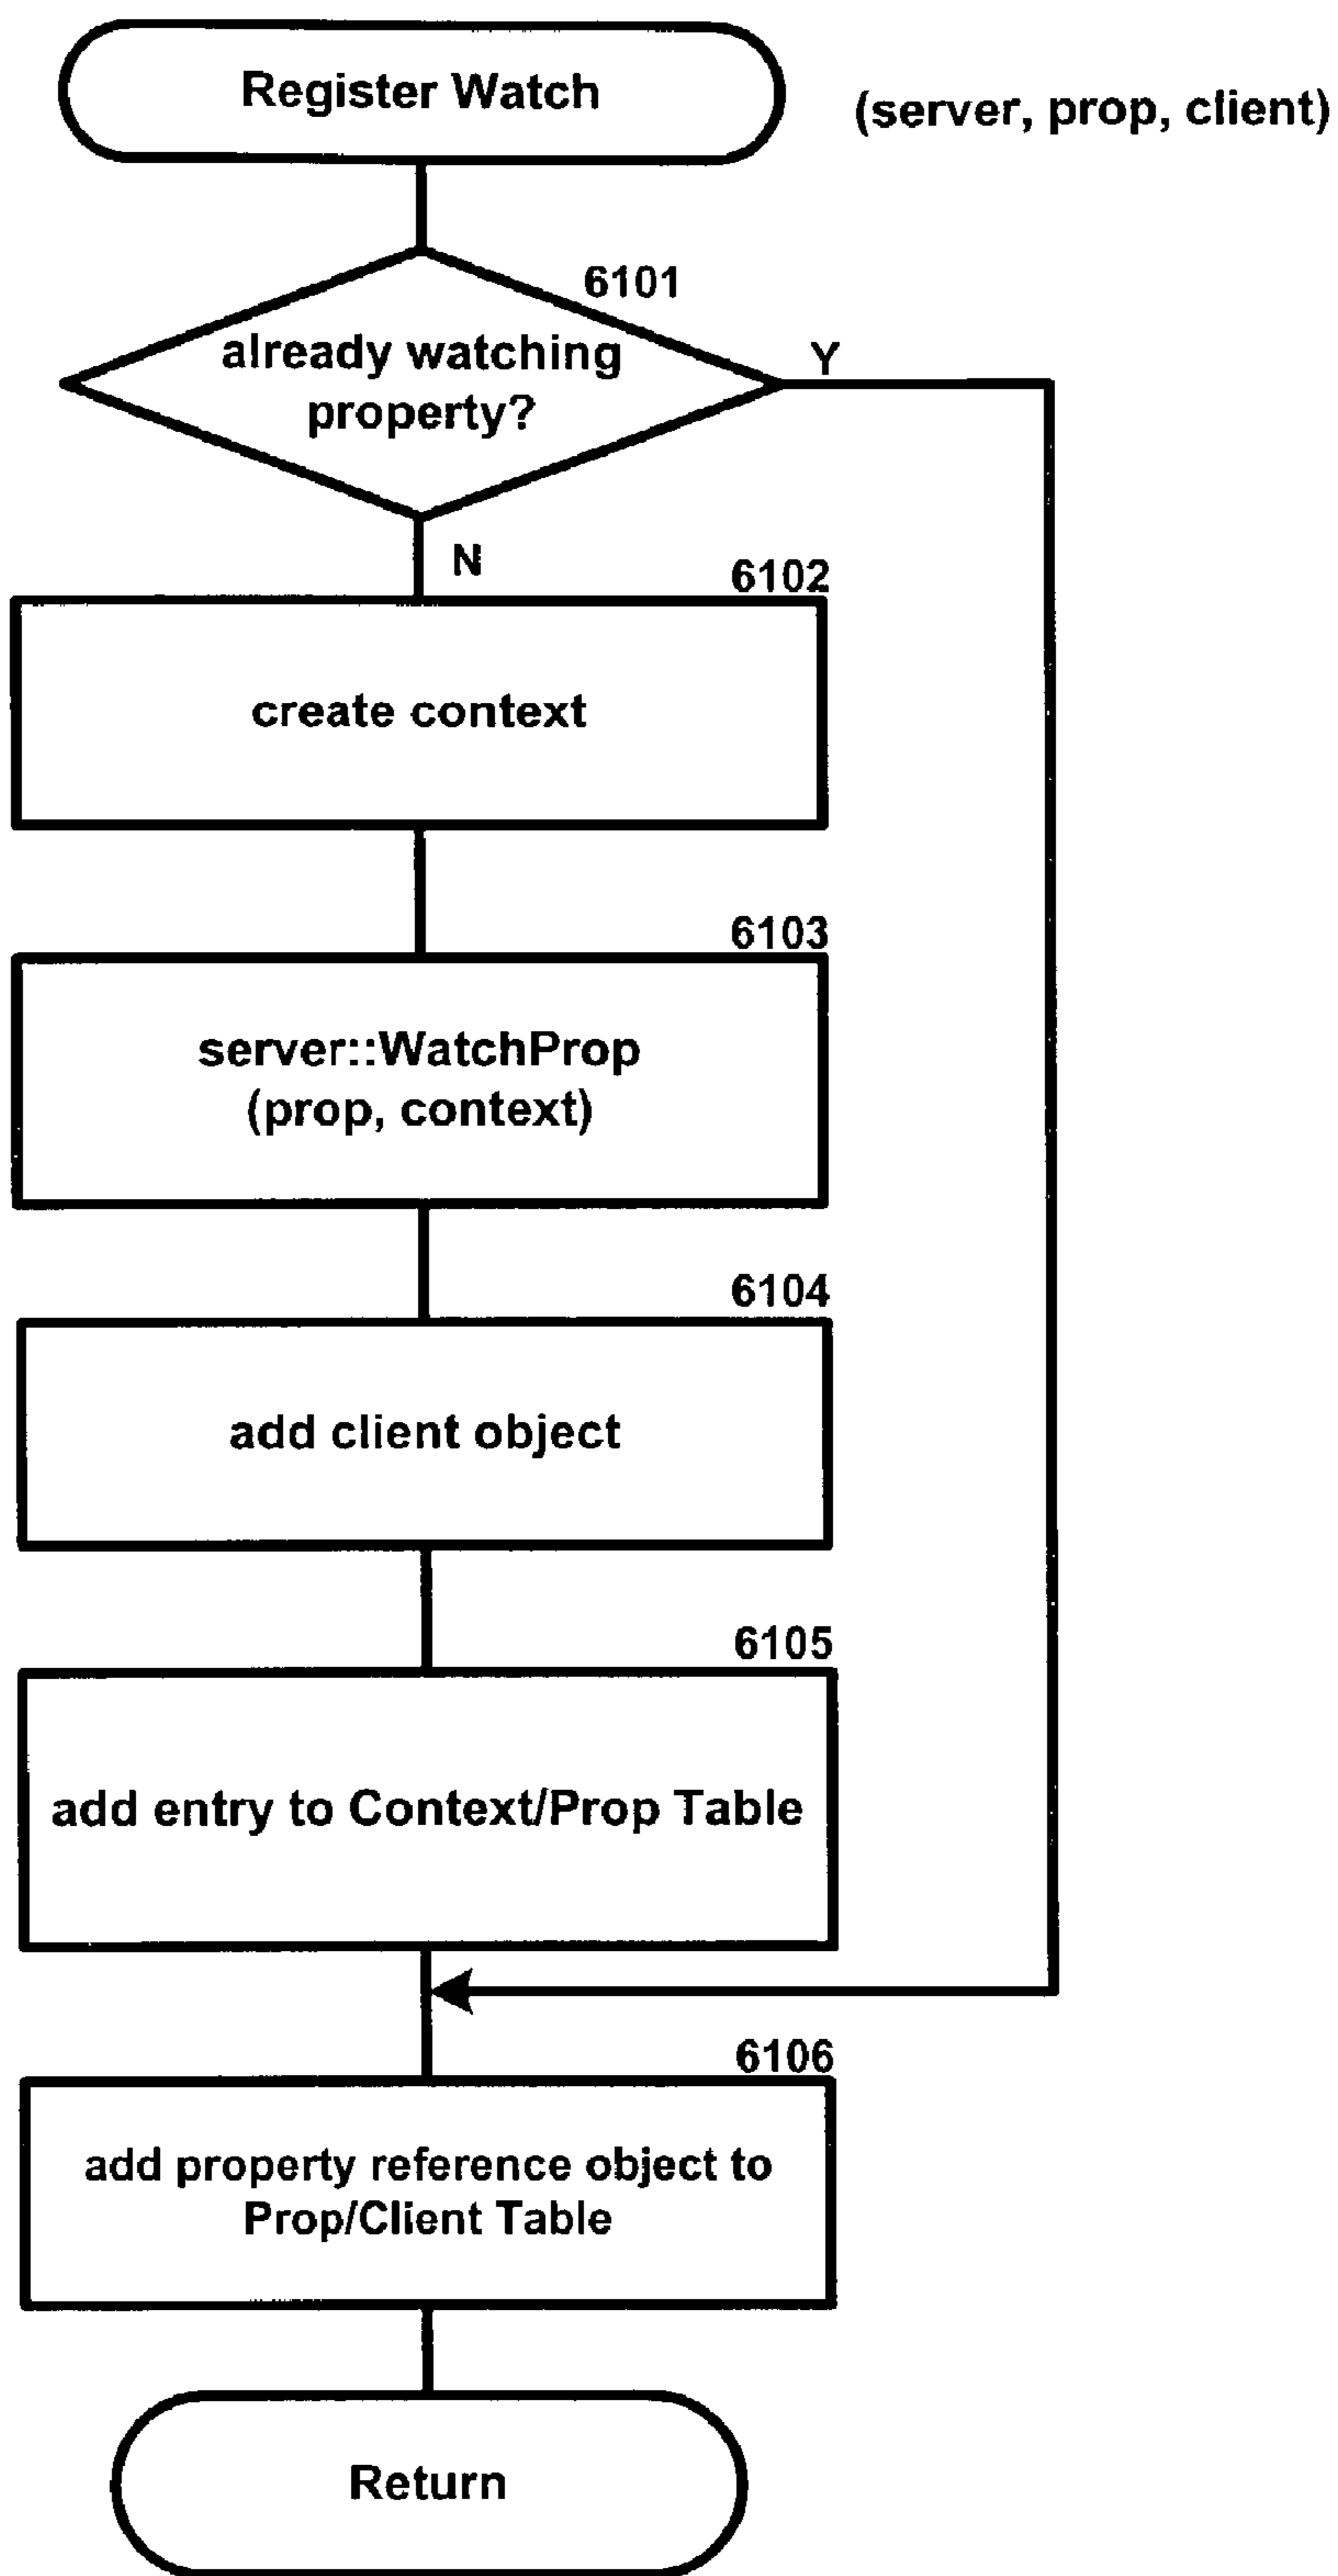 Register Watch
(server, prop, client)
6101
already watching
property?
Y
N
6102
create context
6103
server::WatchProp
(prop, context)
6104
add client object
6105
add entry to Context/Prop Table
6106
add property reference object to
Prop/Client Table
Return